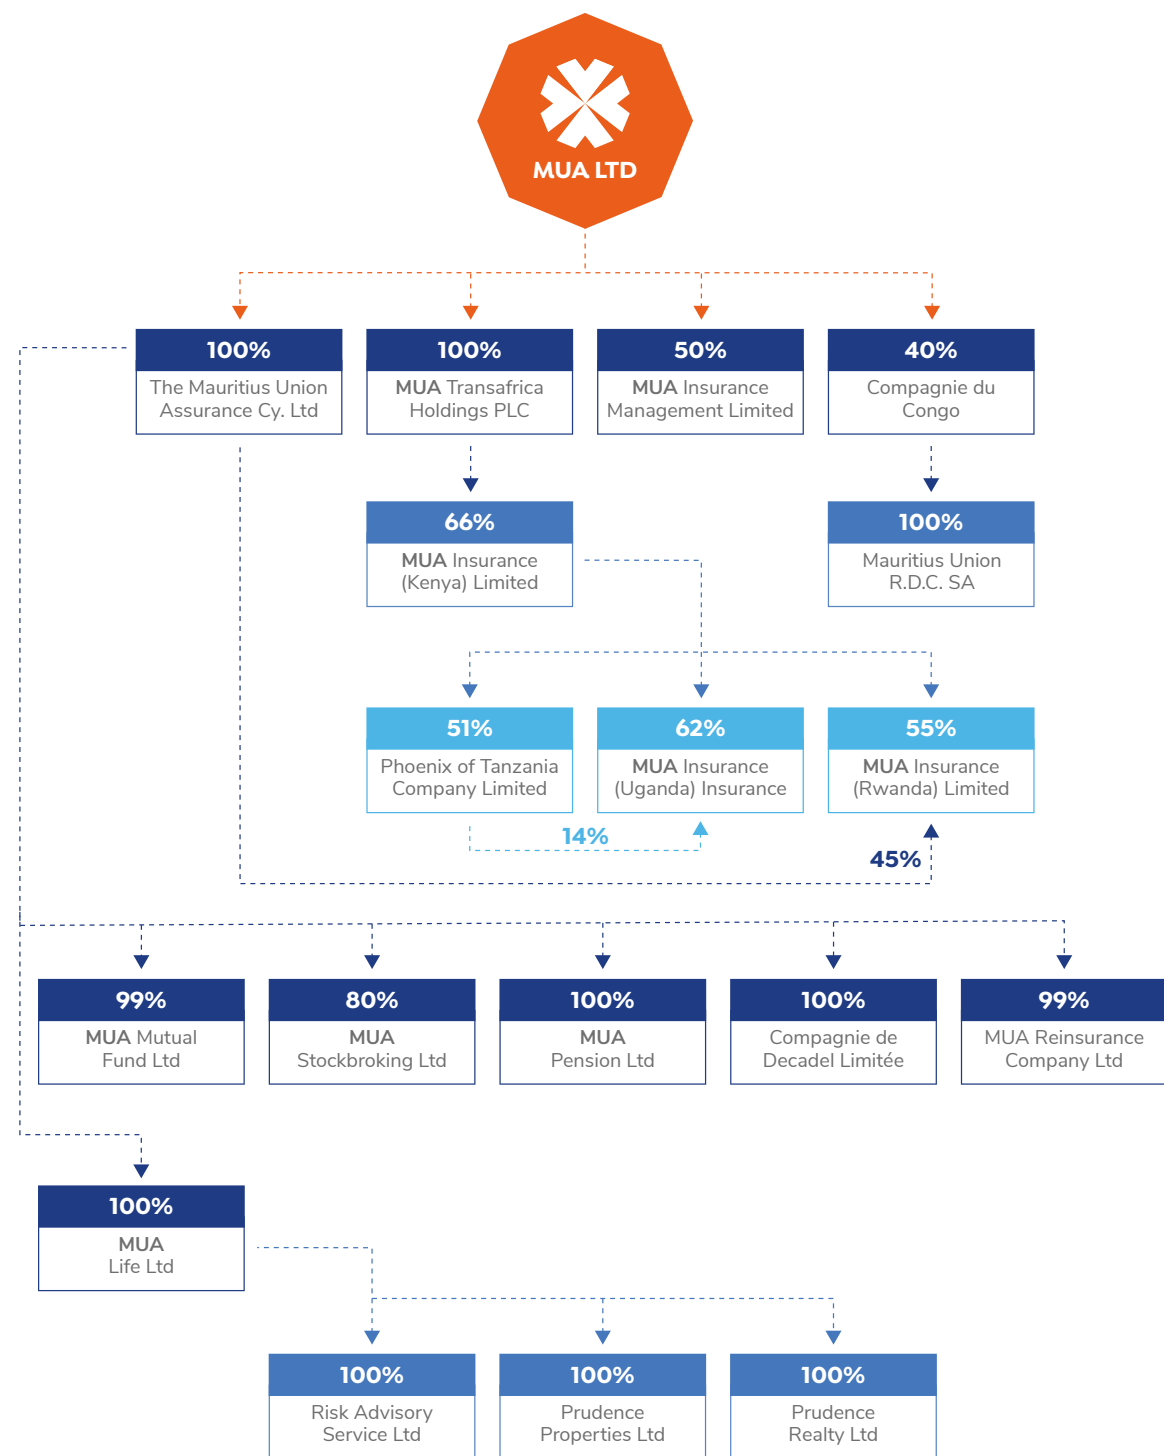 MUA LTD
100%
The Mauritius Union
Assurance Cy. Ltd
100%
MUA Transafrica
Holdings PLC
50%
MUA Insurance
Management Limited
40%
Compagnie du
Congo
66%
MUA Insurance
(Kenya) Limited
100%
Mauritius Union
R.D.C. SA
51%
Phoenix of Tanzania
Company Limited
62%
MUA Insurance
(Uganda) Insurance
55%
MUA Insurance
(Rwanda) Limited
14%
45%
99%
MUA Mutual
Fund Ltd
80%
MUA
Stockbroking Ltd
100%
MUA
Pension Ltd
100%
Compagnie de
Decadel Limitée
99%
MUA Reinsurance
Company Ltd
100%
MUA
Life Ltd
100%
Risk Advisory
Service Ltd
100%
Prudence
Properties Ltd
100%
Prudence
Realty Ltd